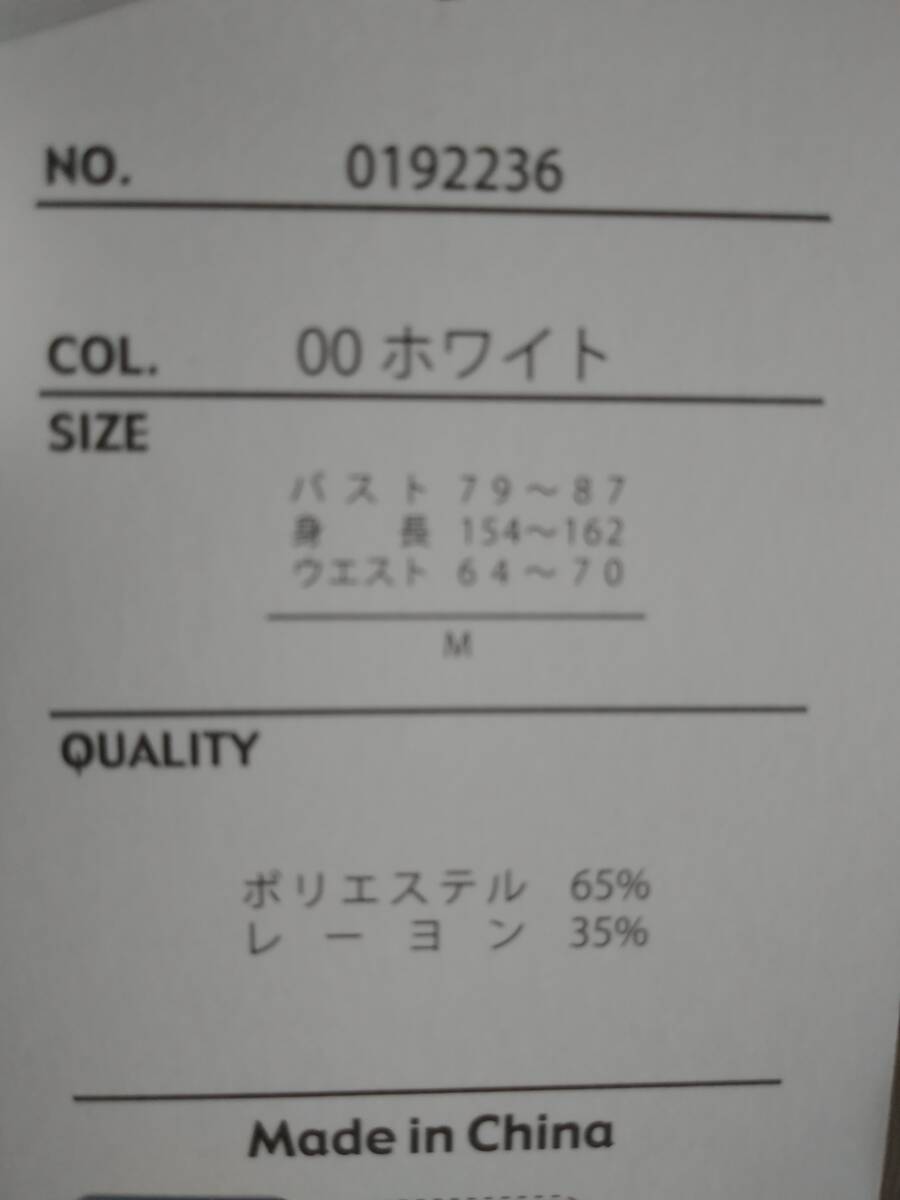 NO. 0192236
COL. 00 ホワイト
SIZE
バスト 79～87
身長 154～162
ウエスト 64～70
M
QUALITY
ポリエステル 65%
レーヨン 35%
Made in China